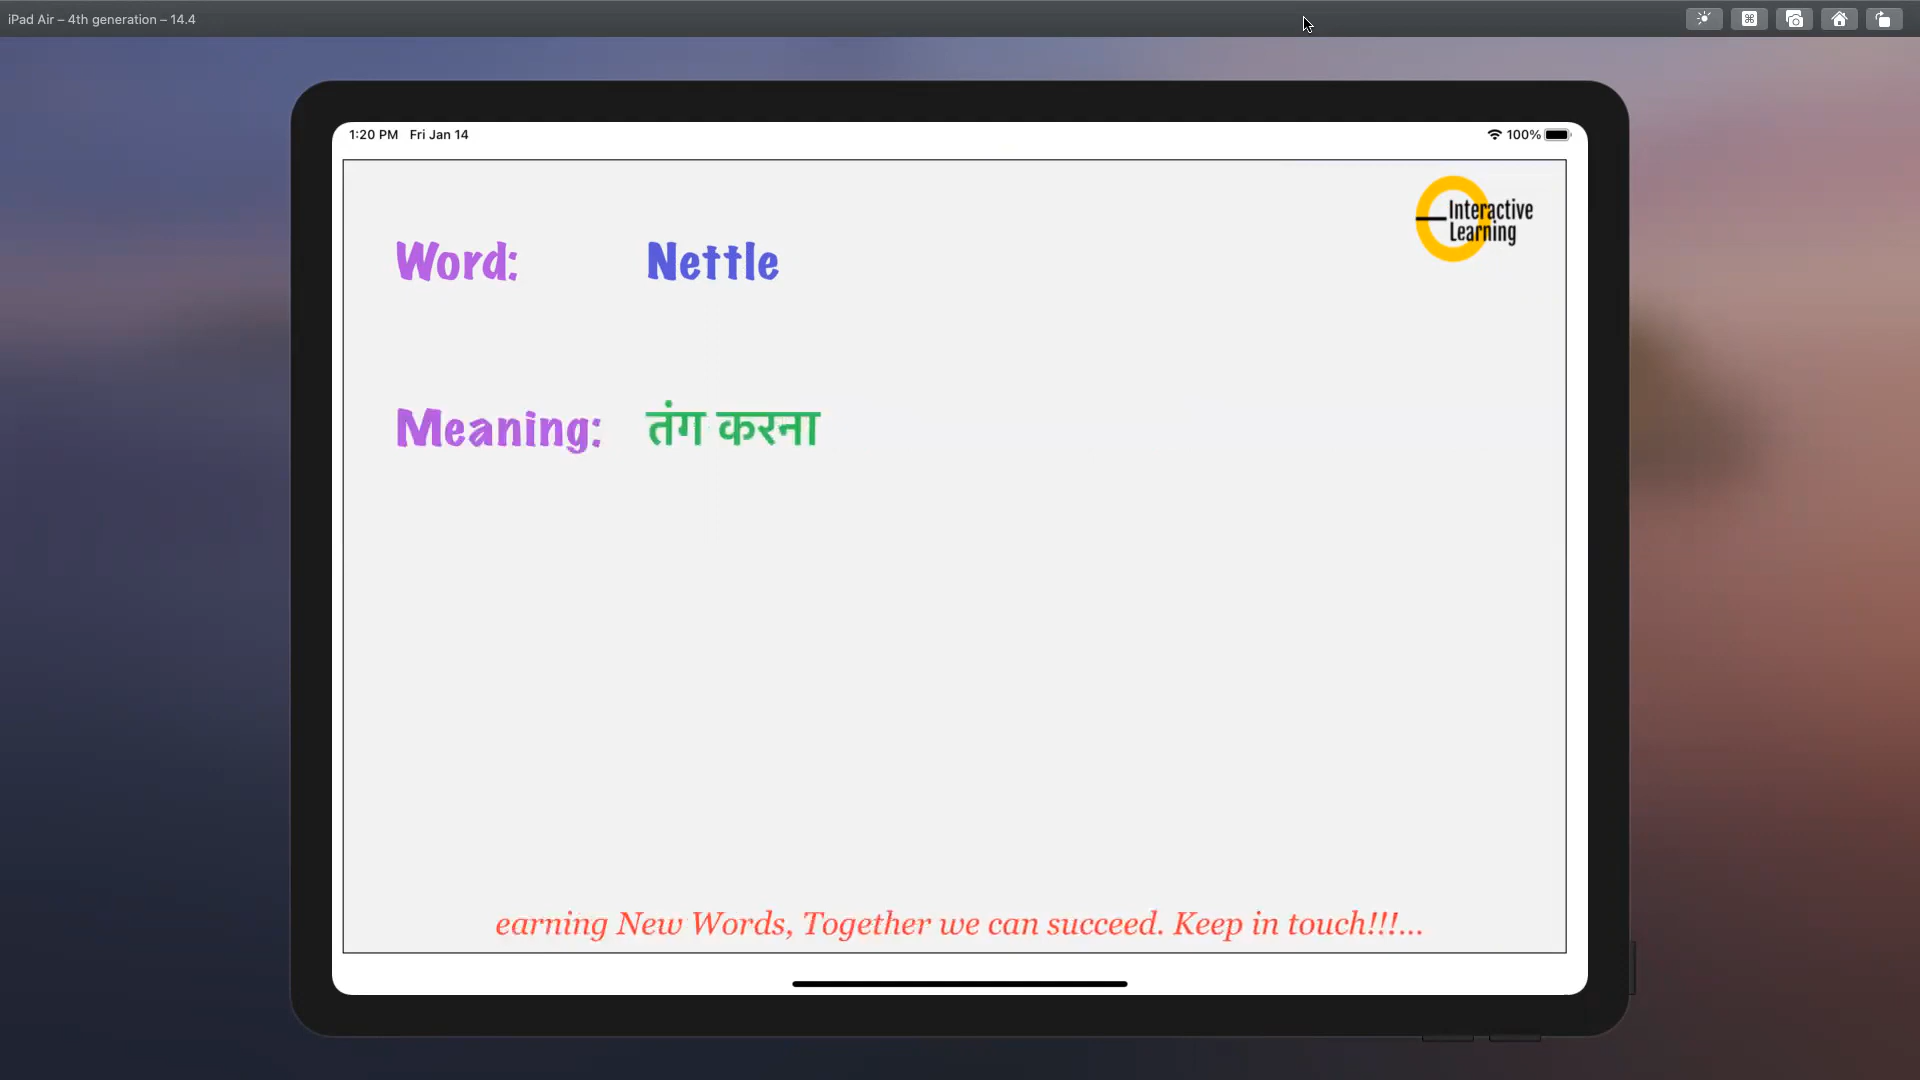 iPad Air – 4th generation – 14.4
1:20 PM Fri Jan 14
100%
Interactive
Learning
Word: Nettle
Meaning: तंग करना
earning New Words, Together we can succeed. Keep in touch!!!...